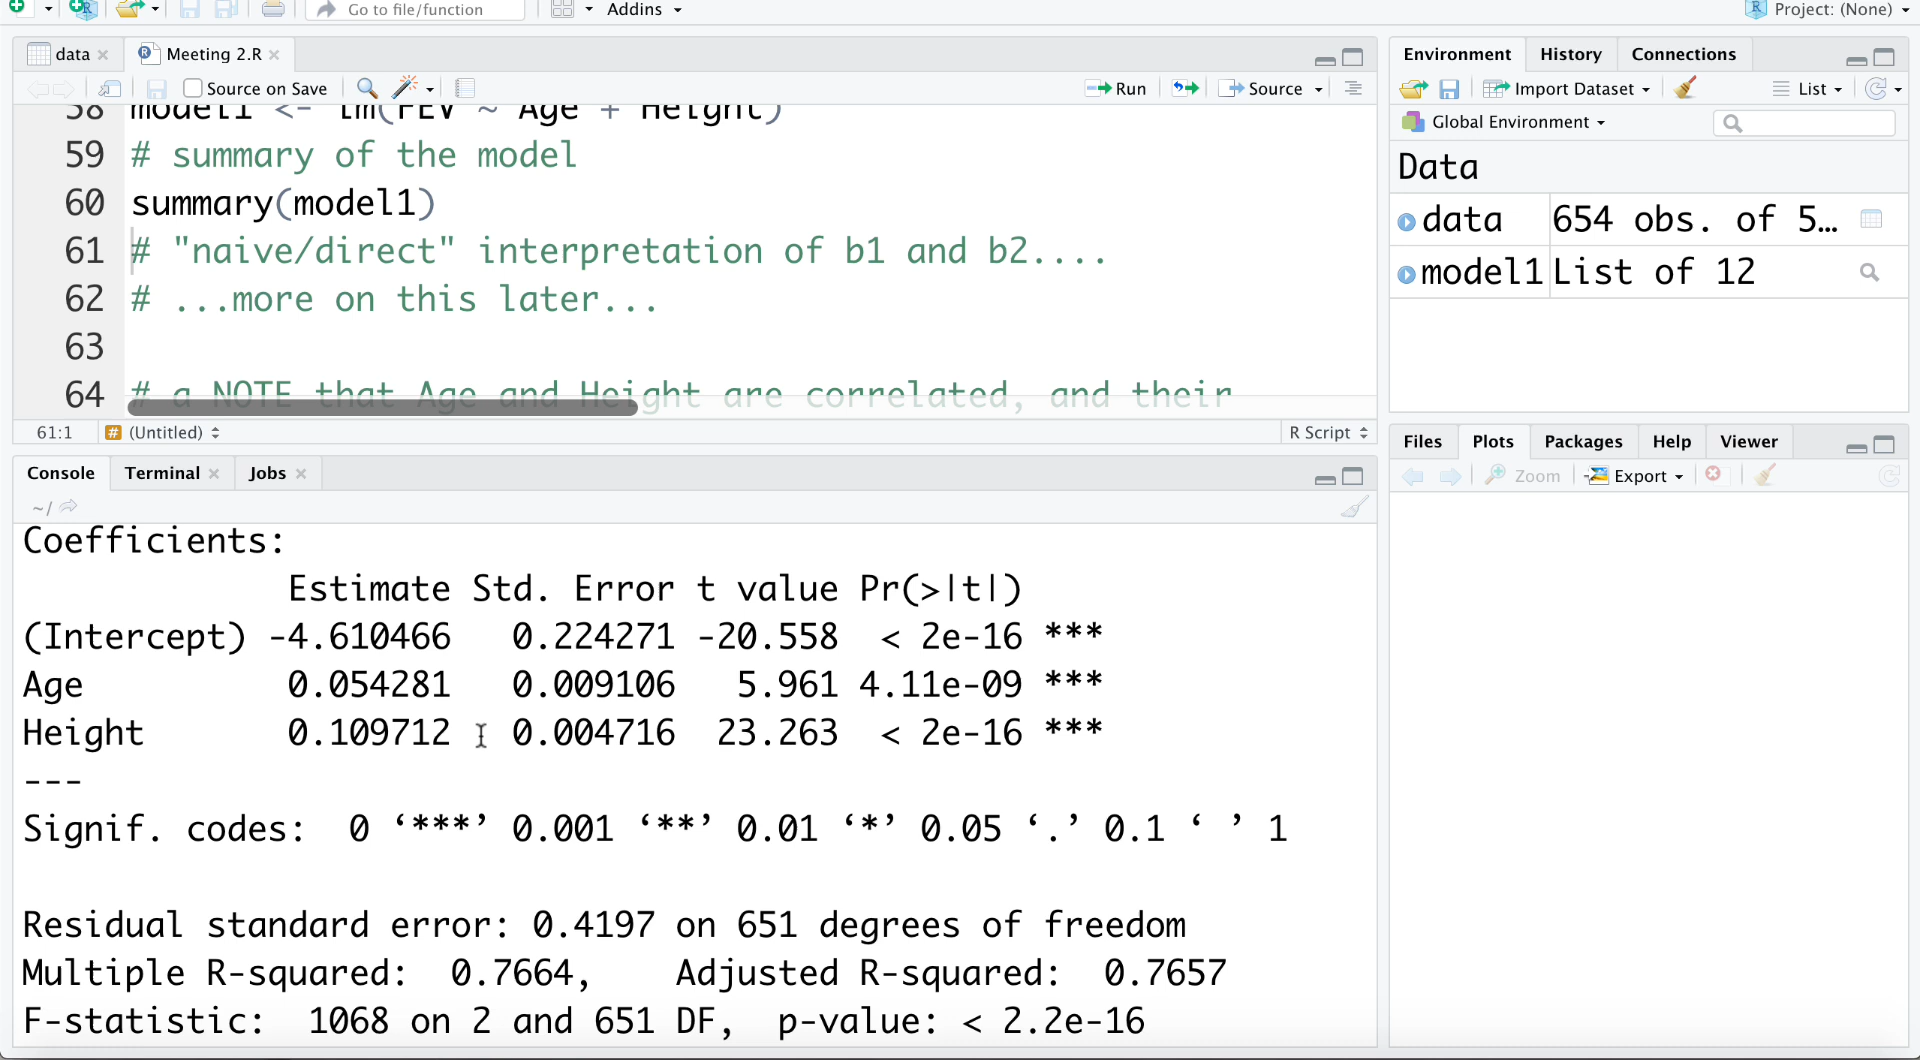 Go to file/function
Addins
Project: (None)
data
Meeting 2.R
Source on Save
Run
Source
58 model1 <- lm(FEV ~ Age + Height)
59 # summary of the model
60 summary(model1)
61 # "naive/direct" interpretation of b1 and b2....
62 # ...more on this later...
63
64 # a NOTE that Age and Height are correlated, and their
61:1
# (Untitled)
R Script
Console
Terminal
Jobs
~/
Coefficients:
Estimate Std. Error t value Pr(>|t|)
(Intercept) -4.610466 0.224271 -20.558 < 2e-16 ***
Age 0.054281 0.009106 5.961 4.11e-09 ***
Height 0.109712 0.004716 23.263 < 2e-16 ***
---
Signif. codes: 0 ‘***’ 0.001 ‘**’ 0.01 ‘*’ 0.05 ‘.’ 0.1 ‘ ’ 1
Residual standard error: 0.4197 on 651 degrees of freedom
Multiple R-squared: 0.7664, Adjusted R-squared: 0.7657
F-statistic: 1068 on 2 and 651 DF, p-value: < 2.2e-16
Environment
History
Connections
Import Dataset
List
Global Environment
Data
data 654 obs. of 5…
model1 List of 12
Files
Plots
Packages
Help
Viewer
Zoom
Export